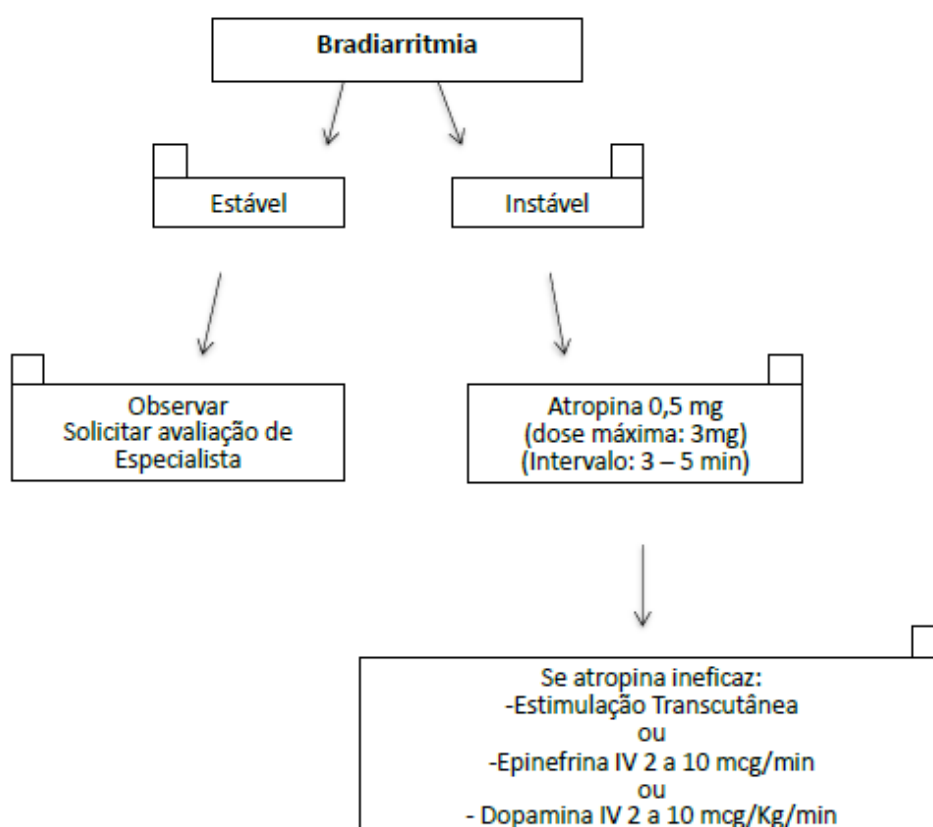 Bradiarritmia
Estável
Instável
Observar
Solicitar avaliação de
Especialista
Atropina 0,5 mg
(dose máxima: 3mg)
(Intervalo: 3 – 5 min)
Se atropina ineficaz:
-Estimulação Transcutânea
ou
-Epinefrina IV 2 a 10 mcg/min
ou
- Dopamina IV 2 a 10 mcg/Kg/min